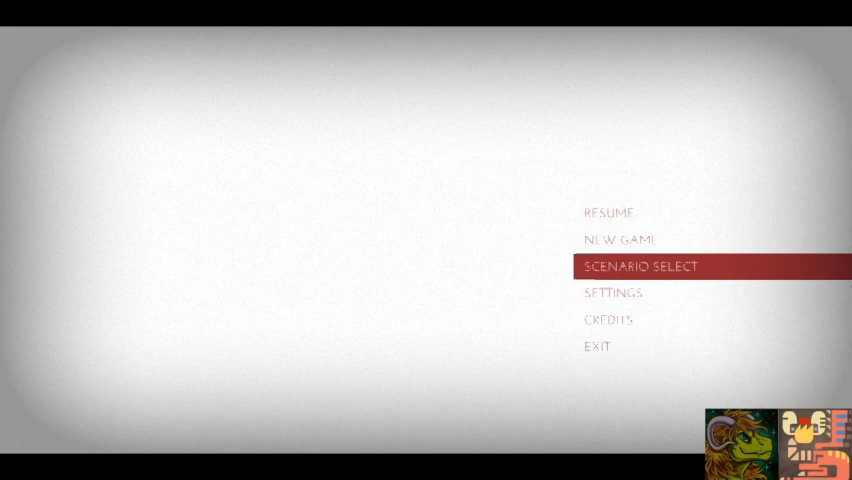 RESUME
NEW GAME
SCENARIO SELECT
SETTINGS
CREDITS
EXIT